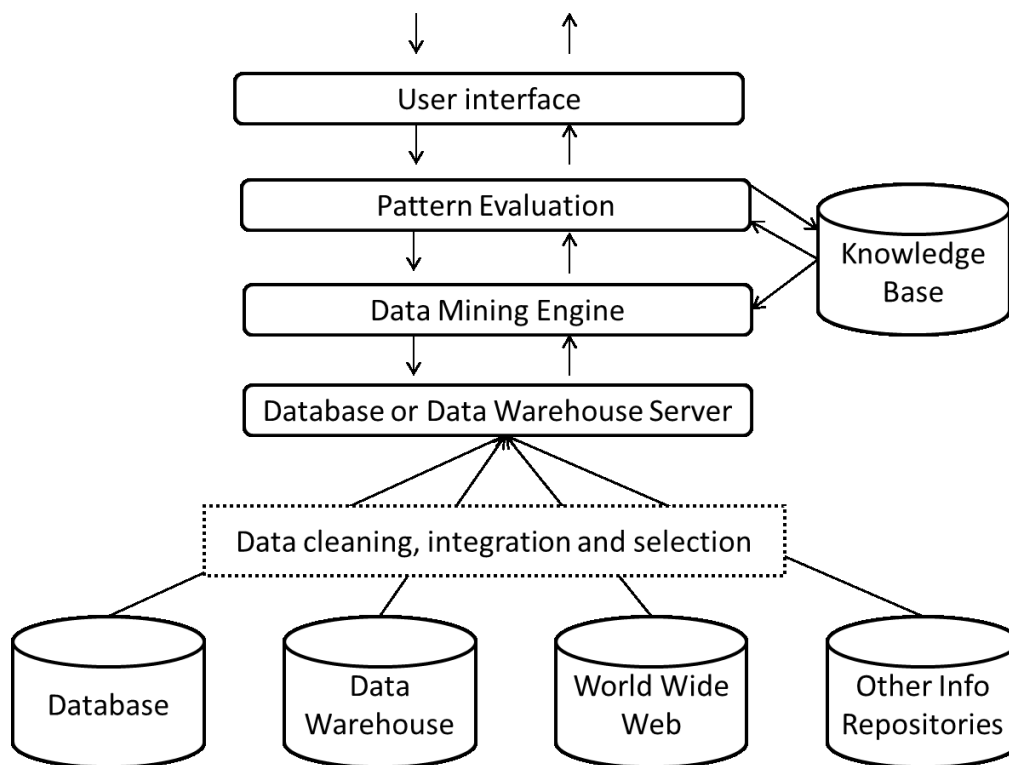 User interface
Pattern Evaluation
Knowledge
Base
Data Mining Engine
Database or Data Warehouse Server
Data cleaning, integration and selection
Database
Data
Warehouse
World Wide
Web
Other Info
Repositories